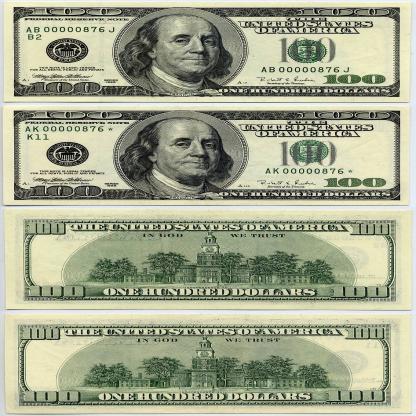 100 100
FEDERAL RESERVE NOTE
THE
UNITED STATES
OF AMERICA
AB 00000876 J
B2
AB 00000876 J
100
100
ONE HUNDRED DOLLARS
100 100
FEDERAL RESERVE NOTE
THE
UNITED STATES
OF AMERICA
AK 00000876 *
K11
AK 00000876 *
100
100
ONE HUNDRED DOLLARS
100 THE UNITED STATES OF AMERICA 100
IN GOD WE TRUST
100 ONE HUNDRED DOLLARS 100
100 THE UNITED STATES OF AMERICA 100
IN GOD WE TRUST
100 ONE HUNDRED DOLLARS 100